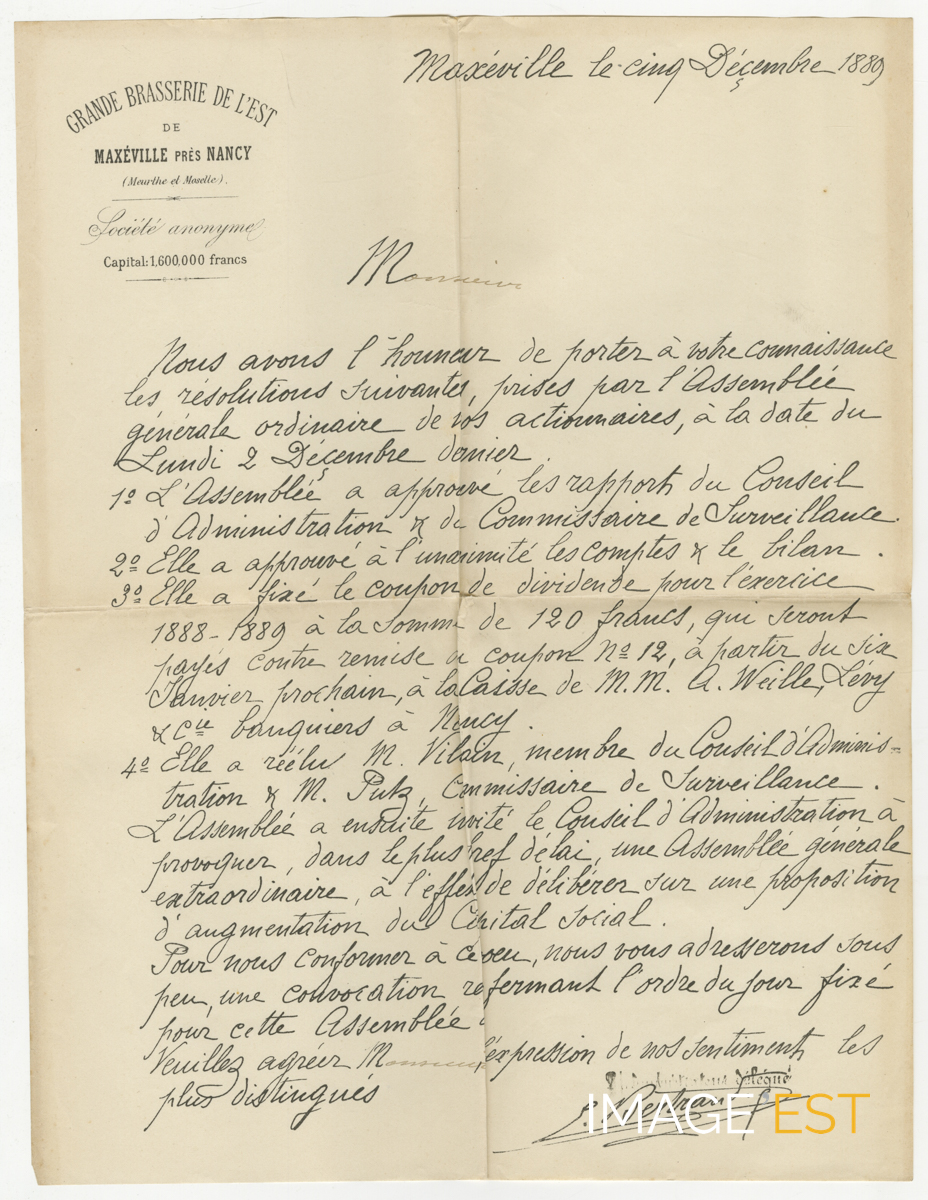 Maxéville le cinq Décembre 1889
GRANDE BRASSERIE DE L'EST
DE
MAXÉVILLE PRÈS NANCY
(Meurthe et Moselle).
Société anonyme
Capital: 1,600,000 francs
Monsieur
Nous avons l'honneur de porter à votre connaissance
les résolutions suivantes, prises par l'Assemblée
générale ordinaire de nos actionnaires, à la date du
Lundi 2 Décembre dernier.
1º L'Assemblée a approuvé les rapports du Conseil
d'Administration & du Commissaire de Surveillance.
2º Elle a approuvé à l'unanimité les comptes & le bilan.
3º Elle a fixé le coupon de dividende pour l'exercice
1888-1889 à la somme de 120 francs, qui seront
payés contre remise du coupon Nº 12, à partir du six
Janvier prochain, à la Caisse de M.M. A. Weille, Lévy
& Cie banquiers à Nancy.
4º Elle a réélu M. Vilain, membre du Conseil d'Adminis-
tration & M. Putz, Commissaire de Surveillance.
L'Assemblée a ensuite invité le Conseil d'Administration à
provoquer, dans le plus bref délai, une Assemblée générale
extraordinaire, à l'effet de délibérer sur une proposition
d'augmentation du Capital social.
Pour nous conformer à ce vœu, nous vous adresserons sous
peu, une convocation renfermant l'ordre du jour fixé
pour cette Assemblée.
Veuillez agréer Monsieur, l'expression de nos sentiments les
plus distingués
délégué
Bertrand
IMAGE EST